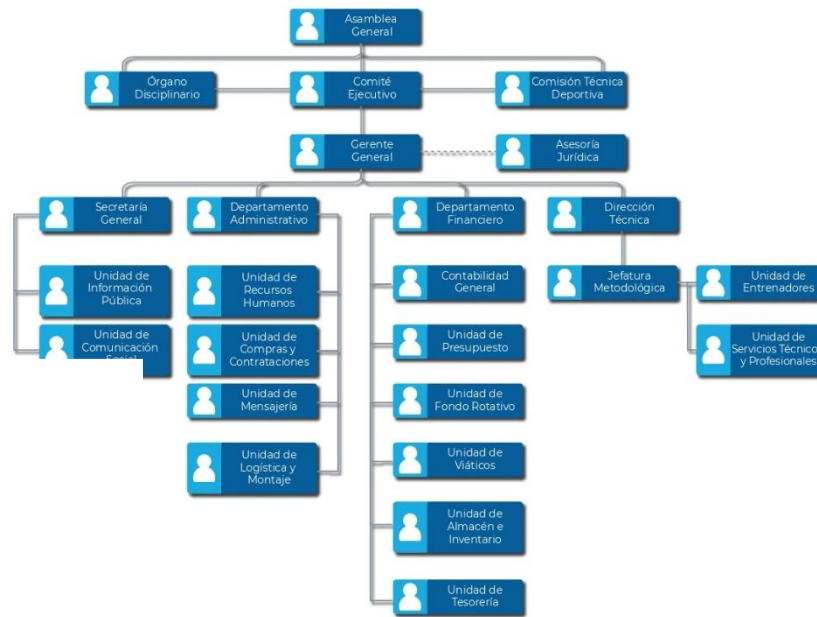 Asamblea
General
Órgano
Disciplinario
Comité
Ejecutivo
Comisión Técnica
Deportiva
Gerente
General
Asesoría
Jurídica
Secretaría
General
Departamento
Administrativo
Departamento
Financiero
Dirección
Técnica
Unidad de
Información
Pública
Unidad de
Recursos
Humanos
Contabilidad
General
Jefatura
Metodológica
Unidad de
Entrenadores
Unidad de
Comunicación
Unidad de
Compras y
Contrataciones
Unidad de
Presupuesto
Unidad de
Servicios Técnico
y Profesionales
Unidad de
Mensajería
Unidad de
Fondo Rotativo
Unidad de
Logística y
Montaje
Unidad de
Viáticos
Unidad de
Almacén e
Inventario
Unidad de
Tesorería